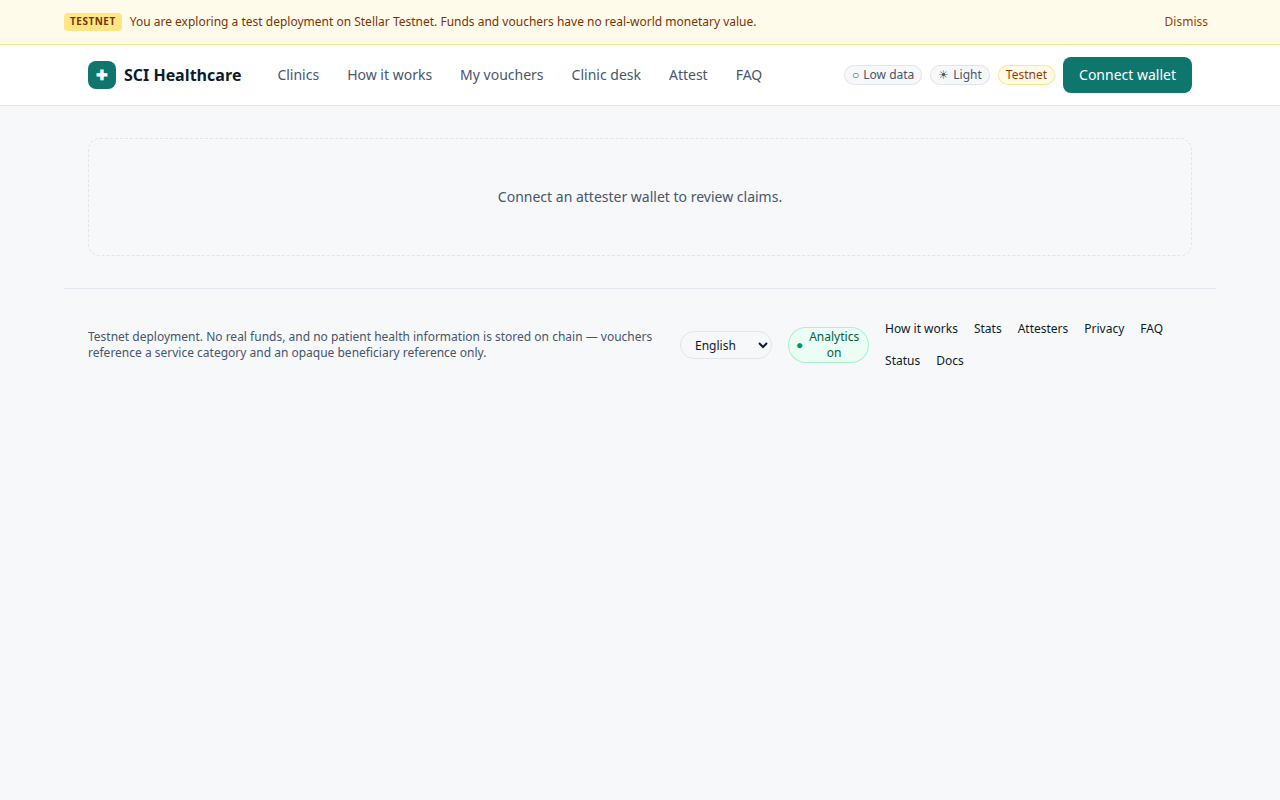 TESTNET You are exploring a test deployment on Stellar Testnet. Funds and vouchers have no real-world monetary value. Dismiss
SCI Healthcare Clinics How it works My vouchers Clinic desk Attest FAQ Low data Light Testnet Connect wallet
Connect an attester wallet to review claims.
Testnet deployment. No real funds, and no patient health information is stored on chain — vouchers
reference a service category and an opaque beneficiary reference only.
English
Analytics
on
How it works Stats Attesters Privacy FAQ
Status Docs